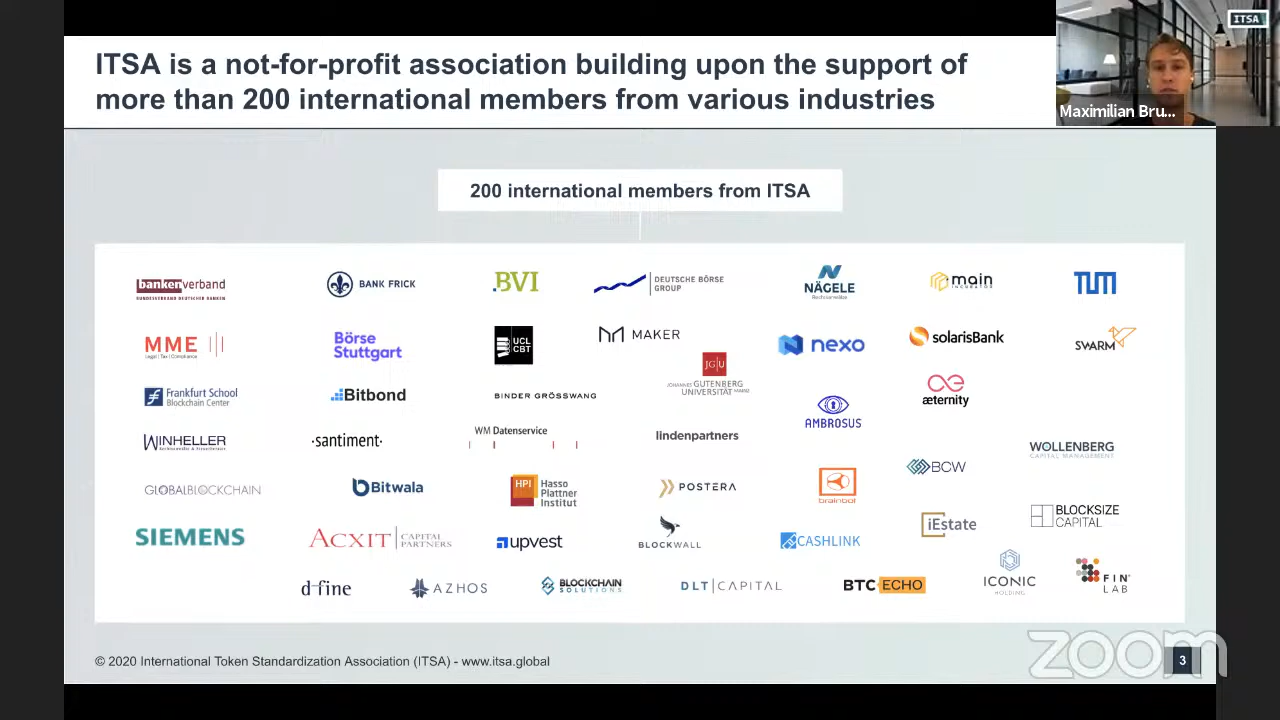 ITSA is a not-for-profit association building upon the support of
more than 200 international members from various industries
ITSA
Maximilian Bru...
200 international members from ITSA
bankenverband
BUNDESVERBAND DEUTSCHER BANKEN
BANK FRICK
BVI
DEUTSCHE BÖRSE
GROUP
NÄGELE
Rechtsanwälte
main
INCUBATOR
TUM
MME
Legal | Tax | Compliance
Börse
Stuttgart
UCL
CBT
MAKER
nexo
solarisBank
SWARM
JG|U
JOHANNES GUTENBERG
UNIVERSITÄT MAINZ
Frankfurt School
Blockchain Center
Bitbond
BINDER GRÖSSWANG
AMBROSUS
æternity
WINHELLER
Rechtsanwälte & Steuerberater
·santiment·
WM Datenservice
lindenpartners
BCW
WOLLENBERG
CAPITAL MANAGEMENT
GLOBALBLOCKCHAIN
Bitwala
HPI
Hasso
Plattner
Institut
POSTERA
brainbot
BLOCKSIZE
CAPITAL
SIEMENS
ACXIT
CAPITAL
PARTNERS
upvest
BLOCKWALL
CASHLINK
iEstate
d-fine
AZHOS
BLOCKCHAIN
SOLUTIONS
DLT|CAPITAL
BTC ECHO
ICONIC
HOLDING
FIN
LAB
© 2020 International Token Standardization Association (ITSA) - www.itsa.global
zoom
3